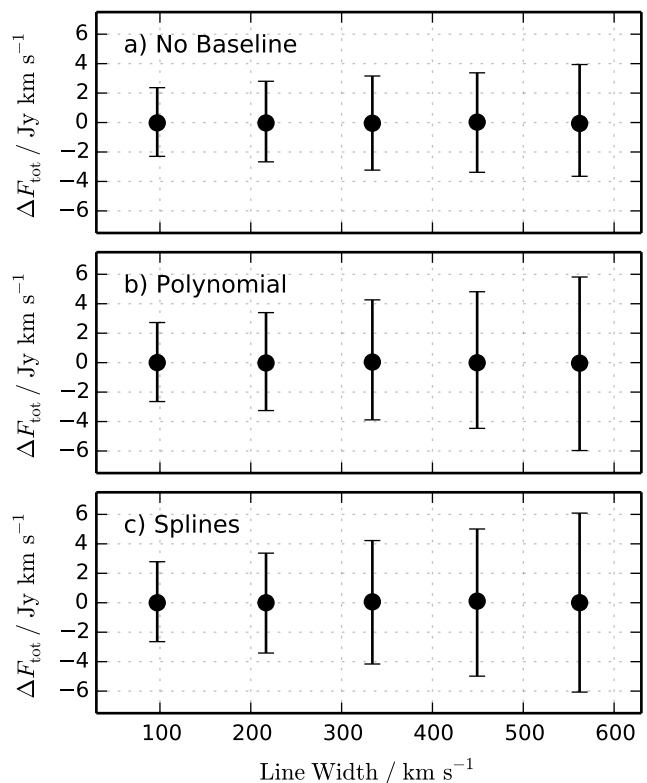 a) No Baseline
6
4
2
0
−2
−4
−6
ΔF_tot / Jy km s⁻¹
b) Polynomial
6
4
2
0
−2
−4
−6
ΔF_tot / Jy km s⁻¹
c) Splines
6
4
2
0
−2
−4
−6
ΔF_tot / Jy km s⁻¹
100 200 300 400 500 600
Line Width / km s⁻¹